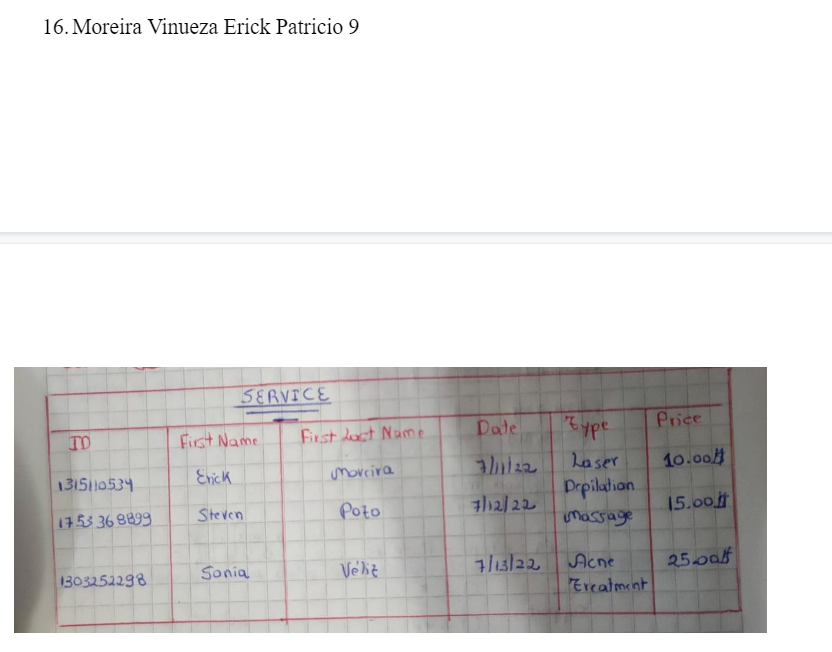 16. Moreira Vinueza Erick Patricio 9
SERVICE
ID First Name First Last Name Date Type Price
1315110534 Erick Moreira 7/11/22 Laser Depilation 10.00$
1753368899 Steven Pozo 7/12/22 Massage 15.00$
1303252298 Sonia Véliz 7/13/22 Acne Treatment 25.00$